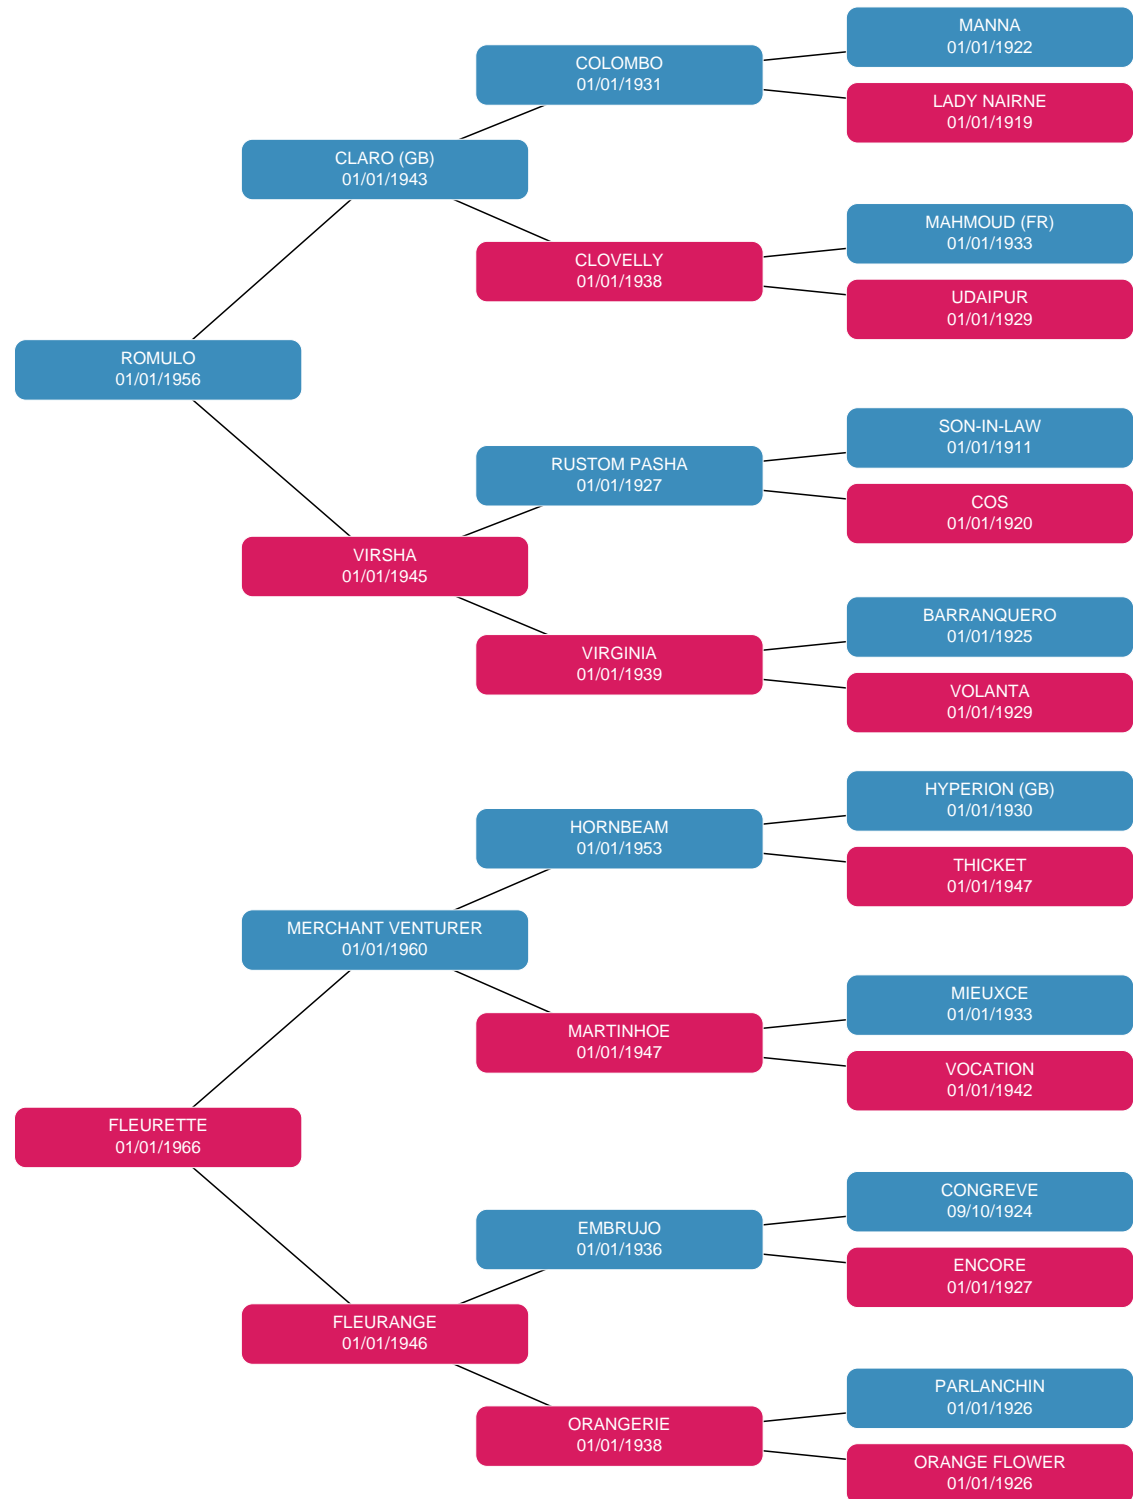 MANNA
01/01/1922
COLOMBO
01/01/1931
LADY NAIRNE
01/01/1919
CLARO (GB)
01/01/1943
MAHMOUD (FR)
01/01/1933
CLOVELLY
01/01/1938
UDAIPUR
01/01/1929
ROMULO
01/01/1956
SON-IN-LAW
01/01/1911
RUSTOM PASHA
01/01/1927
COS
01/01/1920
VIRSHA
01/01/1945
BARRANQUERO
01/01/1925
VIRGINIA
01/01/1939
VOLANTA
01/01/1929
HYPERION (GB)
01/01/1930
HORNBEAM
01/01/1953
THICKET
01/01/1947
MERCHANT VENTURER
01/01/1960
MIEUXCE
01/01/1933
MARTINHOE
01/01/1947
VOCATION
01/01/1942
FLEURETTE
01/01/1966
CONGREVE
09/10/1924
EMBRUJO
01/01/1936
ENCORE
01/01/1927
FLEURANGE
01/01/1946
PARLANCHIN
01/01/1926
ORANGERIE
01/01/1938
ORANGE FLOWER
01/01/1926